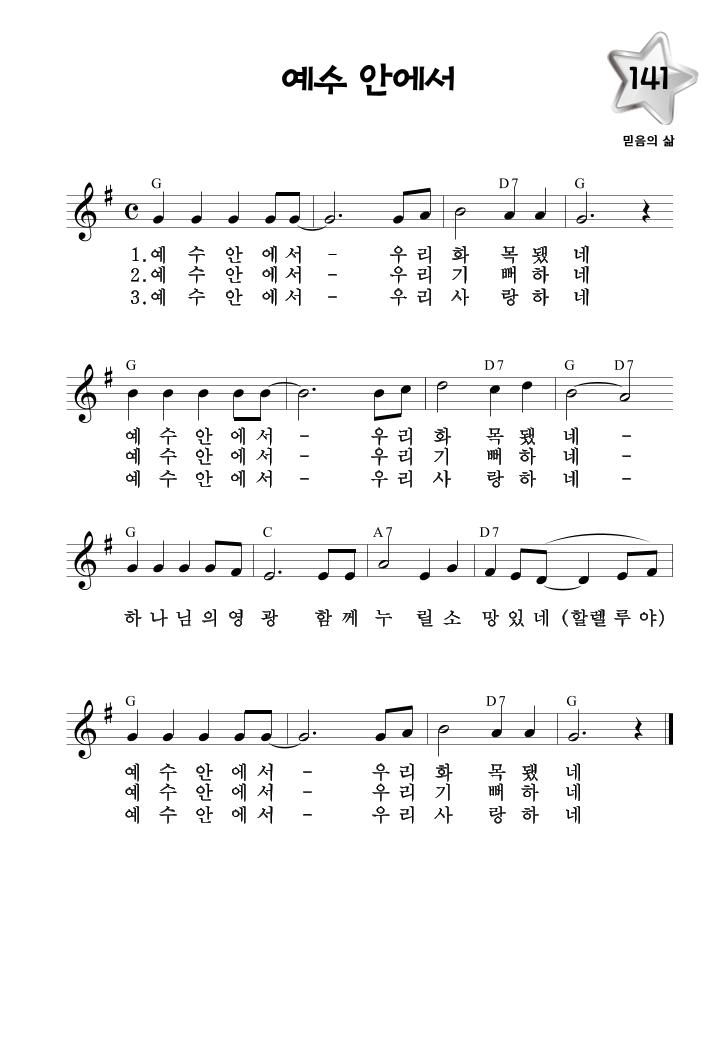 예수 안에서
141
믿음의 삶
G D7 G
1.예 수 안 에 서 - 우 리 화 목 됐 네
2.예 수 안 에 서 - 우 리 기 뻐 하 네
3.예 수 안 에 서 - 우 리 사 랑 하 네
G D7 G D7
예 수 안 에 서 - 우 리 화 목 됐 네 -
예 수 안 에 서 - 우 리 기 뻐 하 네 -
예 수 안 에 서 - 우 리 사 랑 하 네 -
G C A7 D7
하 나 님 의 영 광 함 께 누 릴 소 망 있 네 (할 렐 루 야)
G D7 G
예 수 안 에 서 - 우 리 화 목 됐 네
예 수 안 에 서 - 우 리 기 뻐 하 네
예 수 안 에 서 - 우 리 사 랑 하 네